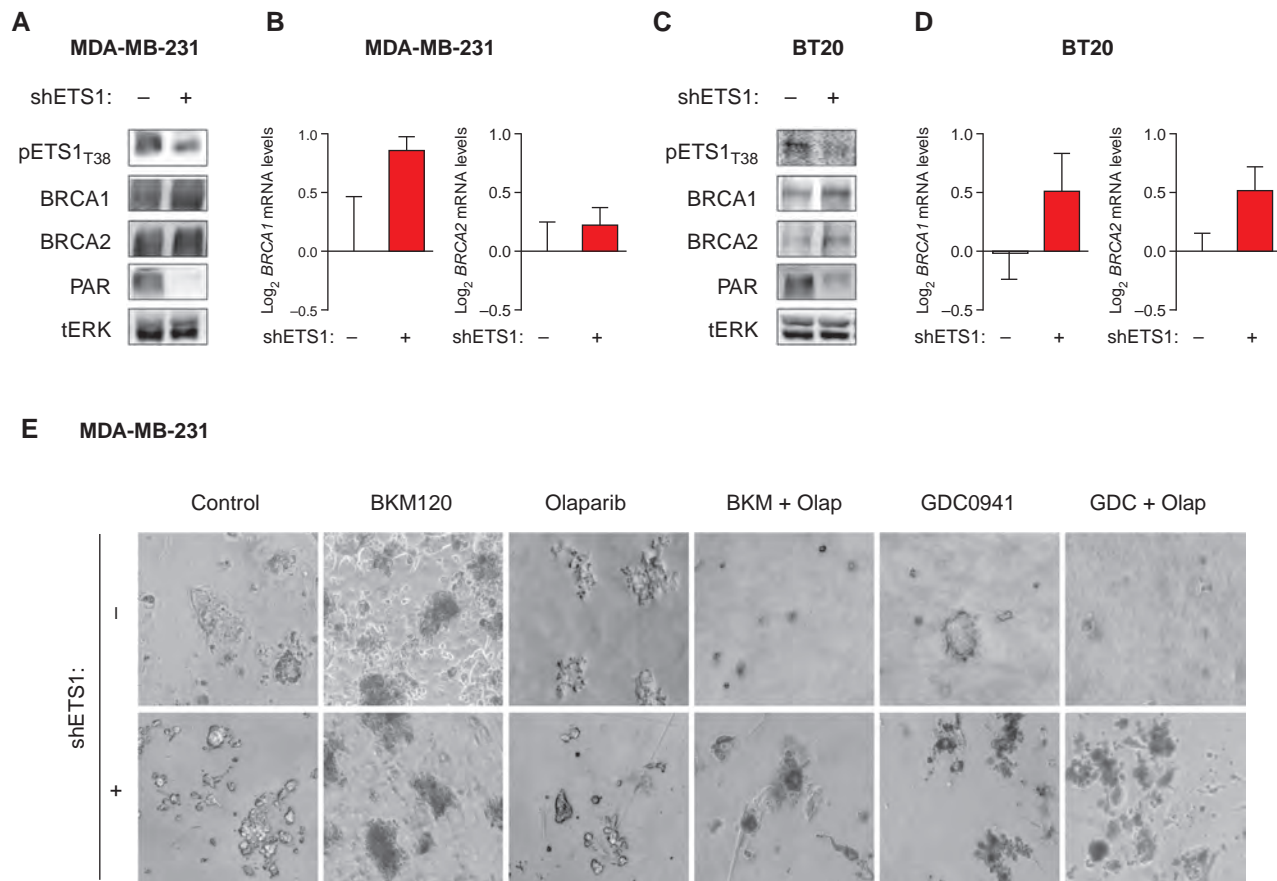 A
MDA-MB-231
shETS1: – +
pETS1T38
BRCA1
BRCA2
PAR
tERK
B
MDA-MB-231
Log2 BRCA1 mRNA levels
1.0
0.5
0.0
–0.5
shETS1: – +
Log2 BRCA2 mRNA levels
1.0
0.5
0.0
–0.5
shETS1: – +
C
BT20
shETS1: – +
pETS1T38
BRCA1
BRCA2
PAR
tERK
D
BT20
Log2 BRCA1 mRNA levels
1.0
0.5
0.0
–0.5
shETS1: – +
Log2 BRCA2 mRNA levels
1.0
0.5
0.0
–0.5
shETS1: – +
E MDA-MB-231
Control BKM120 Olaparib BKM + Olap GDC0941 GDC + Olap
shETS1:
–
+